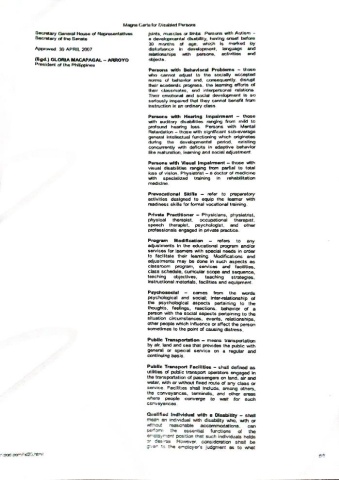 Magna Carta for Disabled Persons
Secretary General House of Representatives
Secretary of the Senate
Approved: 30 APRIL 2007
(Sgd.) GLORIA MACAPAGAL - ARROYO
President of the Philippines
joints, muscles or limbs. Persons with Autism -
a developmental disability, having onset before
30 months of age, which is marked by
disturbance in development, language and
relationships with persons, activities and
objects.
Persons with Behavioral Problems – those
who cannot adjust to the socially accepted
norms of behavior and, consequently, disrupt
their academic progress, the learning efforts of
their classmates, and interpersonal relations.
Their emotional and social development is so
seriously impaired that they cannot benefit from
instruction in an ordinary class.
Persons with Hearing Impairment – those
with auditory disabilities ranging from mild to
profound hearing loss. Persons with Mental
Retardation – those with significant sub-average
general intellectual functioning which originates
during the developmental period, existing
concurrently with deficits in adaptive behavior
like maturation, learning and social adjustment
Persons with Visual Impairment – those with
visual disabilities ranging from partial to total
loss of vision. Physiatrist – a doctor of medicine
with specialized training in rehabilitation
medicine.
Prevocational Skills – refer to preparatory
activities designed to equip the learner with
readiness skills for formal vocational training.
Private Practitioner – Physicians, physiatrist,
physical therapist, occupational therapist,
speech therapist, psychologist, and other
professionals engaged in private practice.
Program Modification – refers to any
adjustments in the educational program and/or
services for learners with special needs in order
to facilitate their learning. Modifications and
adjustments may be done in such aspects as
classroom program, services and facilities,
class schedule, curricular scope and sequence,
teaching objectives, teaching strategies,
instructional materials, facilities and equipment.
Psychosocial – comes from the words
psychological and social; inter-relationship of
the psychological aspects pertaining to the
thoughts, feelings, reactions, behavior of a
person with the social aspects pertaining to the
situation circumstances, events, relationships,
other people which influence or affect the person
sometimes to the point of causing distress.
Public Transportation – means transportation
by air, land and sea that provides the public with
general or special service on a regular and
continuing basis.
Public Transport Facilities – shall defined as
utilities of public transport operators engaged in
the transportation of passengers on land, air and
water, with or without fixed route of any class or
service. Facilities shall include, among others,
the conveyances, terminals, and other areas
where people converge to wait for such
conveyances.
Qualified Individual with a Disability – shall
mean an individual with disability who, with or
without reasonable accommodations, can
perform the essential functions of the
employment position that such individuals holds
or desires. However consideration shall be
given to the employer's judgment as to what